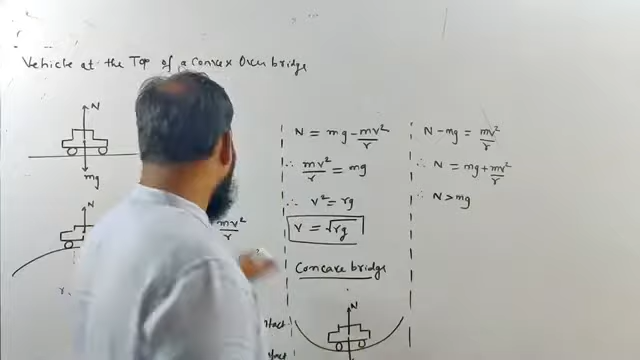 Vehicle at the Top of a Convex Over bridge
N
mg
N
mv²/r
r
N = mg - mv²/r
∴ mv²/r = mg
∴ v² = rg
v = √rg
Concave bridge
N
N - mg = mv²/r
∴ N = mg + mv²/r
∴ N > mg